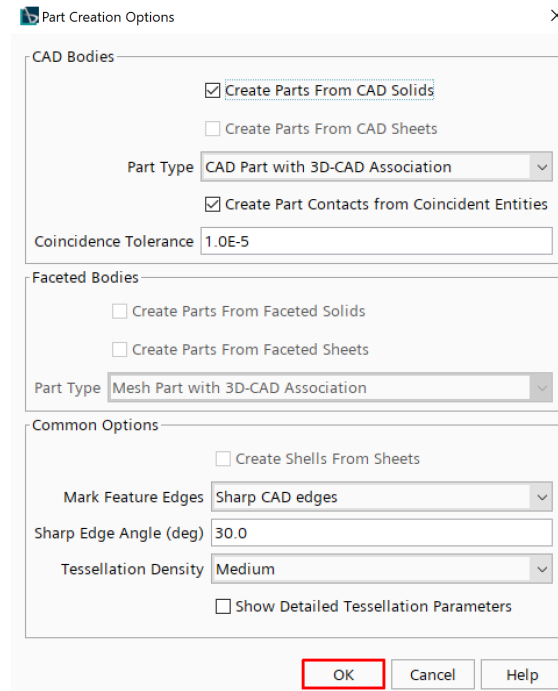 Part Creation Options
CAD Bodies
Create Parts From CAD Solids
Create Parts From CAD Sheets
Part Type CAD Part with 3D-CAD Association
Create Part Contacts from Coincident Entities
Coincidence Tolerance 1.0E-5
Faceted Bodies
Create Parts From Faceted Solids
Create Parts From Faceted Sheets
Part Type Mesh Part with 3D-CAD Association
Common Options
Create Shells From Sheets
Mark Feature Edges Sharp CAD edges
Sharp Edge Angle (deg) 30.0
Tessellation Density Medium
Show Detailed Tessellation Parameters
OK Cancel Help